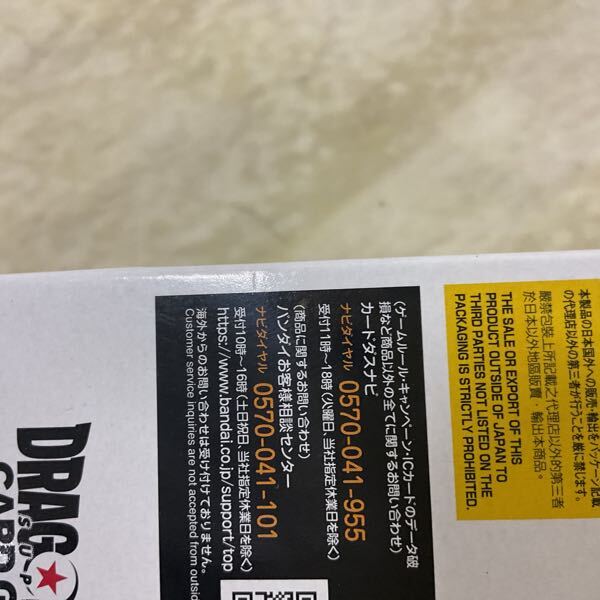 本製品の日本国外への販売・輸出をパッケージ記載
の代理店以外の第三者が行うことを厳に禁じます。
嚴禁包裝上所記載之代理店以外的第三者
於日本以外地區販賣・輸出本商品。
THE SALE OR EXPORT OF THIS
PRODUCT OUTSIDE OF JAPAN TO
THIRD PARTIES NOT LISTED ON THE
PACKAGING IS STRICTLY PROHIBITED.
〈ゲームルール・キャンペーン・ICカードのデータ破
損など商品以外の全てに関するお問い合わせ〉
カードダスナビ
ナビダイヤル 0570-041-955
受付11時〜18時(火曜日、当社指定休業日を除く)
〈商品に関するお問い合わせ〉
バンダイお客様相談センター
ナビダイヤル 0570-041-101
受付10時〜16時(土日祝日、当社指定休業日を除く)
https://www.bandai.co.jp/support/top
海外からのお問い合わせは受け付けておりません。
Customer service inquiries are not accepted from outside
DRAG
SUP
CARD G